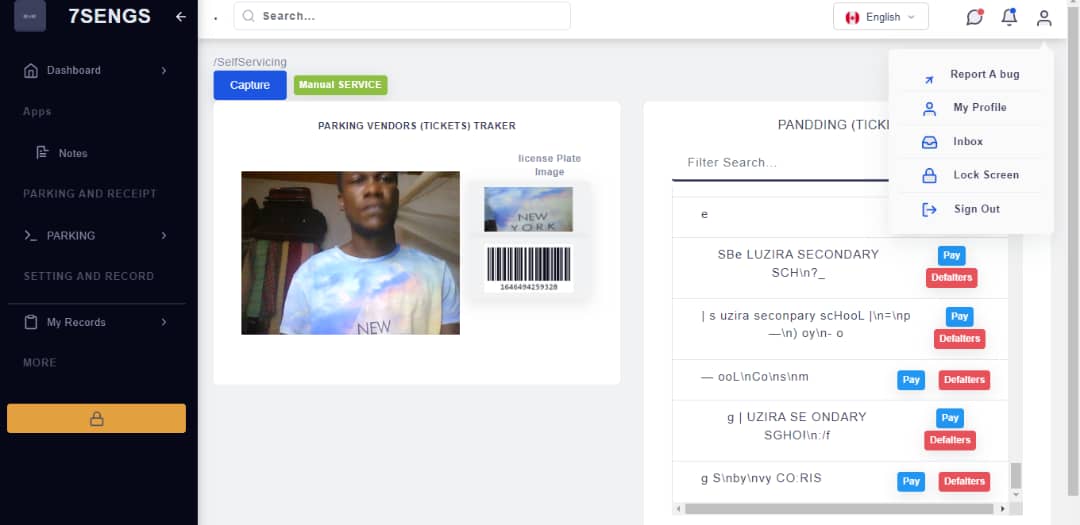 7SENGS
Search...
English
Dashboard
Apps
Notes
PARKING AND RECEIPT
PARKING
SETTING AND RECORD
My Records
MORE
/SelfServicing
Capture
Manual SERVICE
PARKING VENDORS (TICKETS) TRAKER
license Plate
Image
NEW
NEW
YORK
1646494259328
PANDDING (TICK
Filter Search...
e
SBe LUZIRA SECONDARY
SCH\n?_
Pay
Defalters
| s uzira seconpary scHooL |\n=\np
—\n) oy\n- o
Pay
Defalters
— ooL\nCo\ns\nm
Pay
Defalters
g | UZIRA SE ONDARY
SGHO!\n:/f
Pay
Defalters
g S\nby\nvy CO:RIS
Pay
Defalters
Report A bug
My Profile
Inbox
Lock Screen
Sign Out